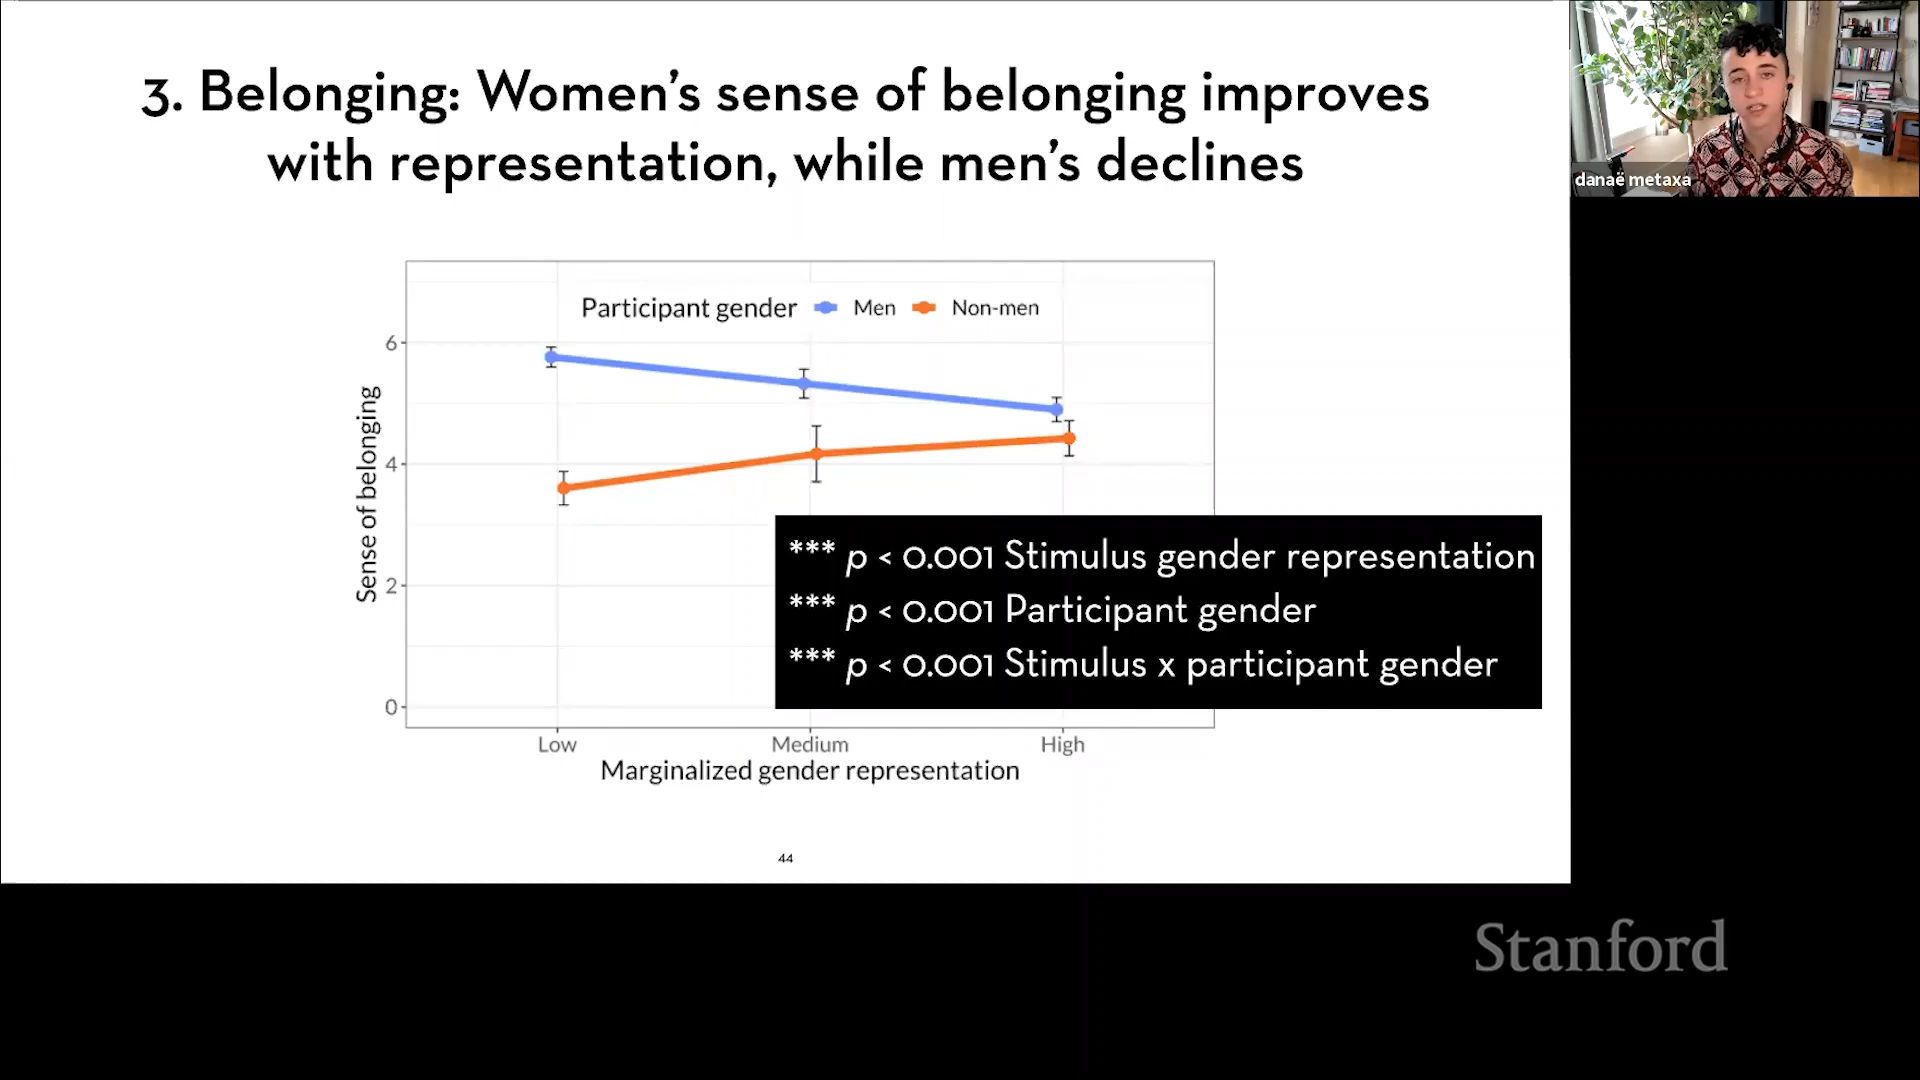 3. Belonging: Women's sense of belonging improves
with representation, while men's declines
danaë metaxa
Participant gender Men Non-men
6
4
2
0
Sense of belonging
*** p < 0.001 Stimulus gender representation
*** p < 0.001 Participant gender
*** p < 0.001 Stimulus x participant gender
Low Medium High
Marginalized gender representation
44
Stanford